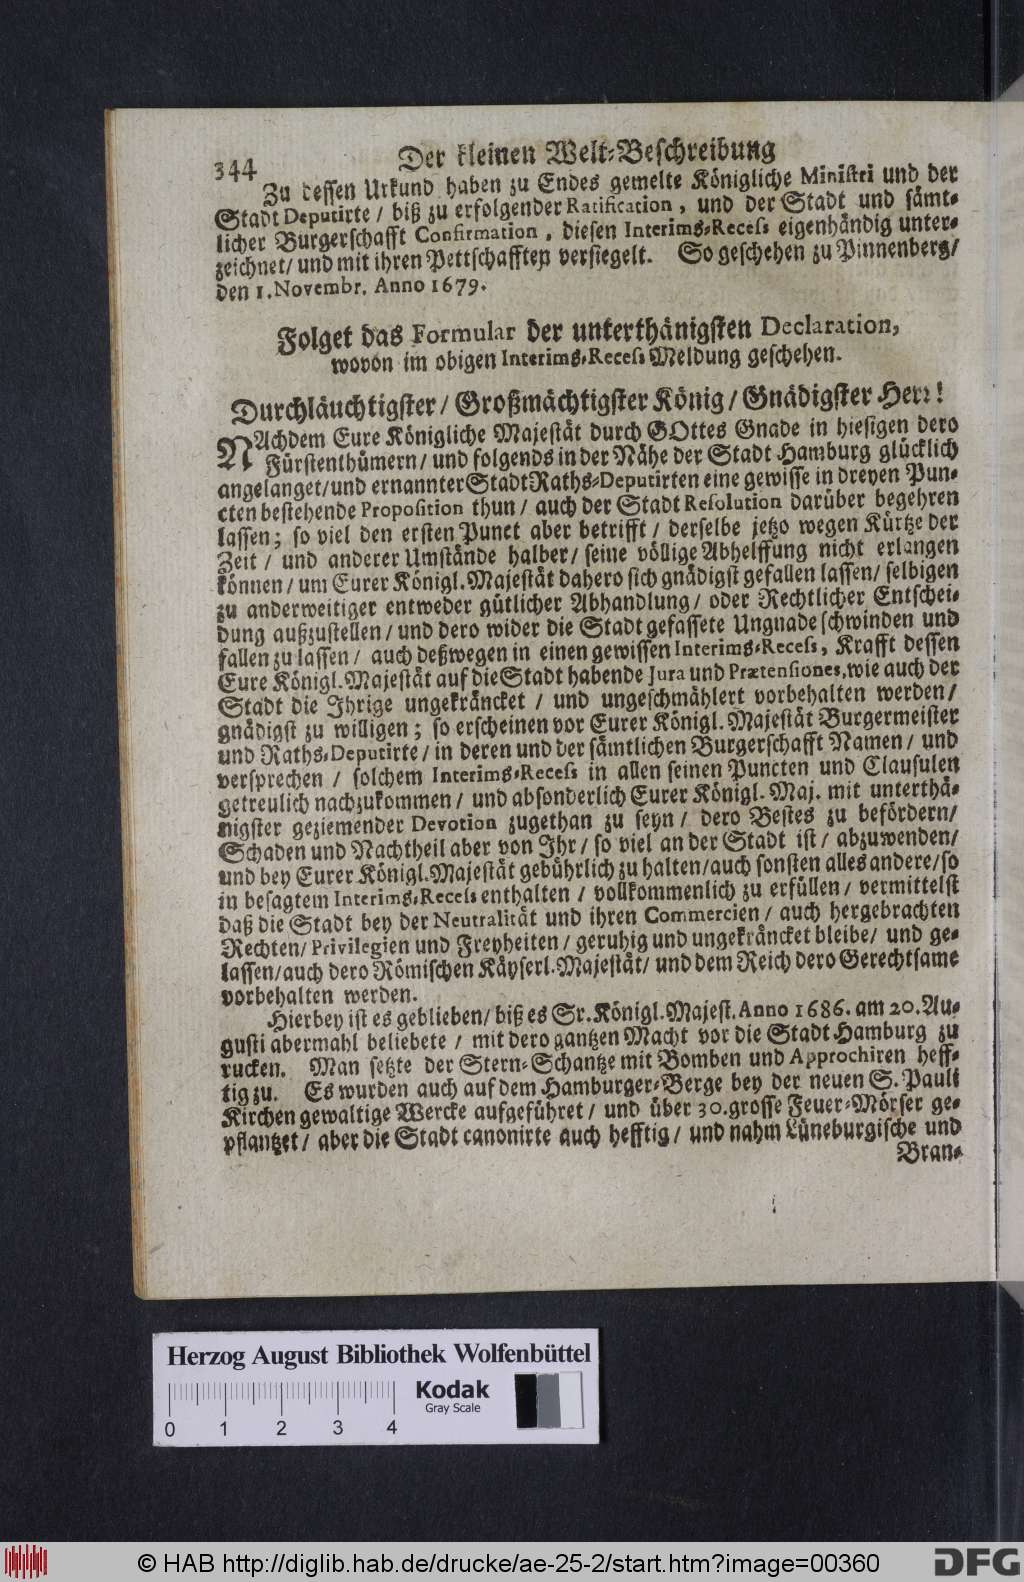 344 Der kleinen Welt-Beschreibung
Zu dessen Urkund haben zu Endes gemelte Königliche Ministri und der
Stadt Deputirte / biß zu erfolgender Ratification, und der Stadt und sämt-
licher Burgerschafft Confirmation, diesen Interims-Recess eigenhändig unter-
zeichnet/ und mit ihren Pettschafften versiegelt. So geschehen zu Pinnenberg/
den 1. Novembr. Anno 1679.
Folget das Formular der unterthänigsten Declaration,
wovon im obigen Interims-Recess Meldung geschehen.
Durchläuchtigster / Großmächtigster König / Gnädigster Herr!
NAchdem Eure Königliche Majestät durch GOttes Gnade in hiesigen dero
Fürstenthümern / und folgends in der Nähe der Stadt Hamburg glücklich
angelanget/ und ernannter Stadt Raths-Deputirten eine gewisse in dreyen Pun-
cten bestehende Proposition thun / auch der Stadt Resolution darüber begehren
lassen; so viel den ersten Punct aber betrifft / derselbe jetzo wegen Kürtze der
Zeit / und anderer Umstände halber / seine völlige Abhelffung nicht erlangen
können / um Eurer Königl. Majestät dahero sich gnädigst gefallen lassen/ selbigen
zu anderweitiger entweder gütlicher Abhandlung / oder Rechtlicher Entschei-
dung außzustellen / und dero wider die Stadt gefassete Ungnade schwinden und
fallen zu lassen / auch deßwegen in einen gewissen Interims-Recess, Krafft dessen
Eure Königl. Majestät auf die Stadt habende Jura und Prætensiones, wie auch der
Stadt die Ihrige ungekräncket / und ungeschmählert vorbehalten werden /
gnädigst zu willigen; so erscheinen vor Eurer Königl. Majestät Burgermeister
und Raths-Deputirte / in deren und der sämtlichen Burgerschafft Namen / und
versprechen / solchem Interims-Recess in allen seinen Puncten und Clausulen
getreulich nachzukommen / und absonderlich Eurer Königl. Maj. mit unterthä-
nigster geziemender Devotion zugethan zu seyn / dero Bestes zu befördern /
Schaden und Nachtheil aber von Ihr / so viel an der Stadt ist / abzuwenden /
und bey Eurer Königl. Majestät gebührlich zu halten / auch sonsten alles andere / so
in besagtem Interims-Recess enthalten / vollkommenlich zu erfüllen / vermittelst
daß die Stadt bey der Neutralität und ihren Commercien / auch hergebrachten
Rechten / Privilegien und Freyheiten / geruhig und ungekräncket bleibe / und ge-
lassen / auch dero Römischen Käyserl. Majestät / und dem Reich dero Gerechtsame
vorbehalten werden.
Hierbey ist es geblieben / biß es Sr. Königl. Majest. Anno 1686. am 20. Au-
gusti abermahl beliebete / mit dero gantzen Macht vor die Stadt Hamburg zu
rucken. Man setzte der Stern-Schantze mit Bomben und Approchiren heff-
tig zu. Es wurden auch auf dem Hamburger-Berge bey der neuen S. Pauli
Kirchen gewaltige Wercke aufgeführet / und über 30. grosse Feuer-Mörser ge-
pflantzet / aber die Stadt canonirte auch hefftig / und nahm Lüneburgische und
Bran-
Herzog August Bibliothek Wolfenbüttel
Kodak
Gray Scale
0 1 2 3 4
© HAB http://diglib.hab.de/drucke/ae-25-2/start.htm?image=00360
DFG